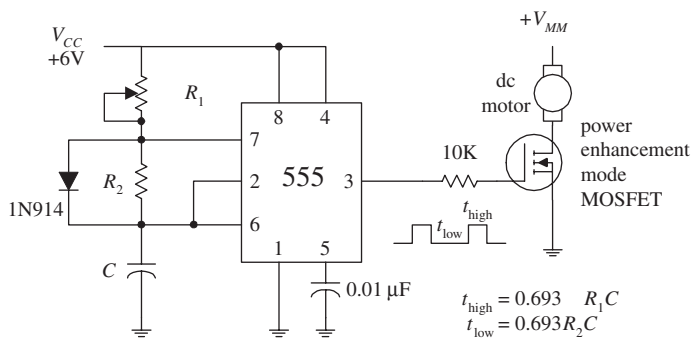 +V_MM
V_CC
+6V
dc
motor
R_1
8 4
7
power
enhancement
mode
MOSFET
10K
R_2
2 555 3
1N914
t_high
t_low
6
C
1 5
0.01 µF
t_high = 0.693 R_1C
t_low = 0.693R_2C